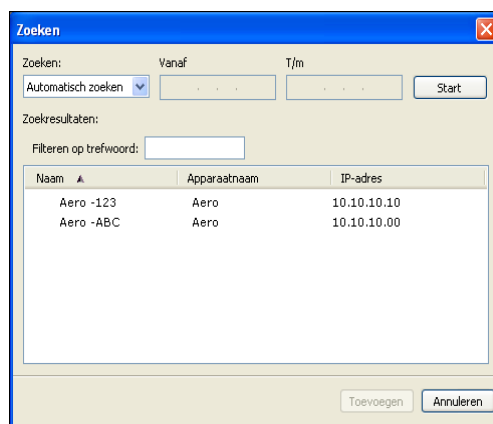 Zoeken
Zoeken: Vanaf T/m
Automatisch zoeken . . . . . . Start
Zoekresultaten:
Filteren op trefwoord:
Naam Apparaatnaam IP-adres
Aero -123 Aero 10.10.10.10
Aero -ABC Aero 10.10.10.00
Toevoegen Annuleren